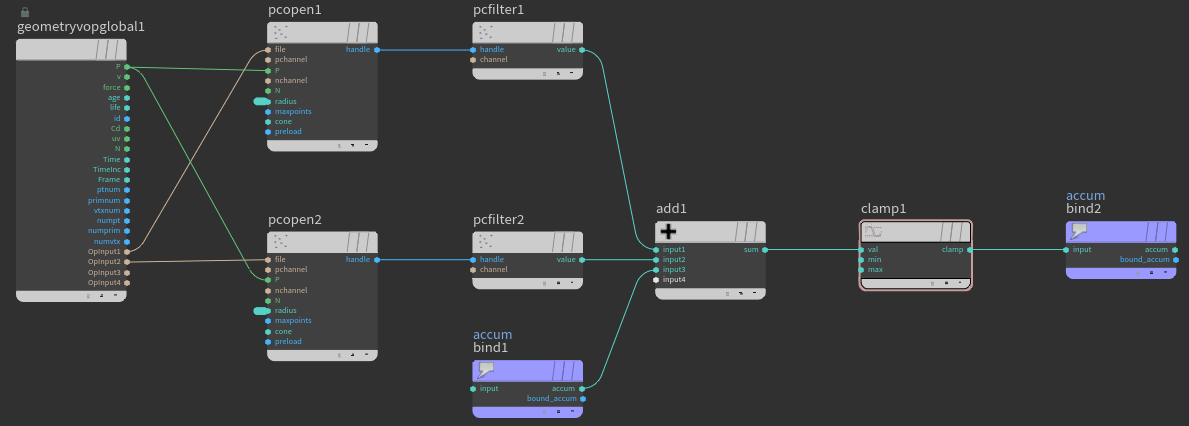 geometryvopglobal1
P
v
force
age
life
id
Cd
uv
N
Time
TimeInc
Frame
ptnum
primnum
vtxnum
numpt
numprim
numvtx
OpInput1
OpInput2
OpInput3
OpInput4
pcopen1
file handle
pchannel
P
nchannel
N
radius
maxpoints
cone
preload
pcfilter1
handle value
channel
pcopen2
file handle
pchannel
P
nchannel
N
radius
maxpoints
cone
preload
pcfilter2
handle value
channel
accum
bind1
input accum
bound_accum
add1
input1 sum
input2
input3
input4
clamp1
val clamp
min
max
accum
bind2
input accum
bound_accum